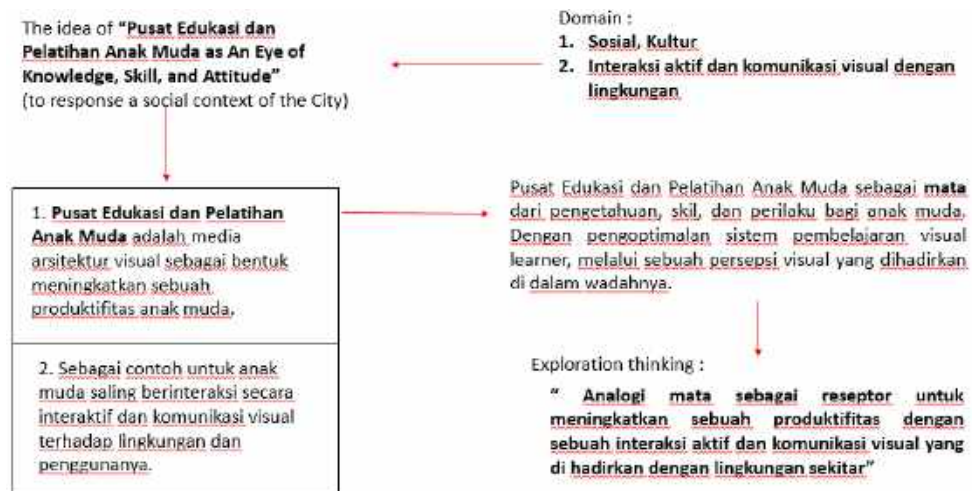 The idea of "Pusat Edukasi dan
Pelatihan Anak Muda as An Eye of
Knowledge, Skill, and Attitude"
(to response a social context of the City)
Domain :
1. Sosial, Kultur
2. Interaksi aktif dan komunikasi visual dengan
lingkungan
1. Pusat Edukasi dan Pelatihan
Anak Muda adalah media
arsitektur visual sebagai bentuk
meningkatkan sebuah
produktifitas anak muda.
2. Sebagai contoh untuk anak
muda saling berinteraksi secara
interaktif dan komunikasi visual
terhadap lingkungan dan
penggunanya.
Pusat Edukasi dan Pelatihan Anak Muda sebagai mata
dari pengetahuan, skil, dan perilaku bagi anak muda.
Dengan pengoptimalan sistem pembelajaran visual
learner, melalui sebuah persepsi visual yang dihadirkan
di dalam wadahnya.
Exploration thinking :
" Analogi mata sebagai reseptor untuk
meningkatkan sebuah produktifitas dengan
sebuah interaksi aktif dan komunikasi visual yang
di hadirkan dengan lingkungan sekitar"